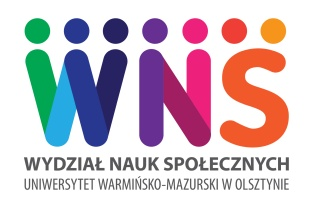 WNS
WYDZIAŁ NAUK SPOŁECZNYCH
UNIWERSYTET WARMIŃSKO-MAZURSKI W OLSZTYNIE